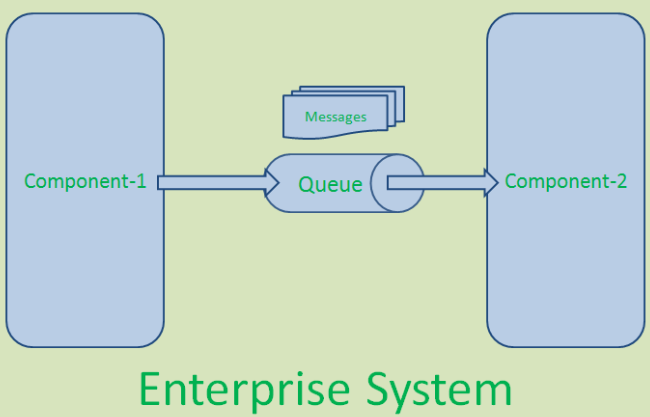 Messages
Component-1
Queue
Component-2
Enterprise System